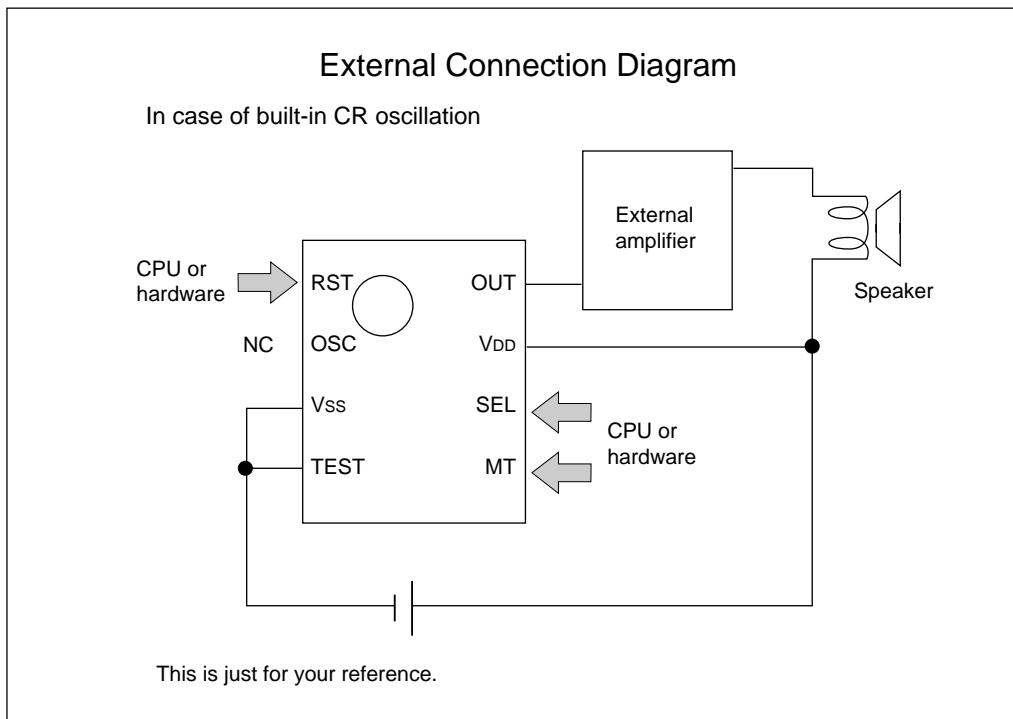 External Connection Diagram
In case of built-in CR oscillation
External
amplifier
Speaker
CPU or
hardware
RST
OUT
NC
OSC
VDD
VSS
SEL
CPU or
hardware
TEST
MT
This is just for your reference.